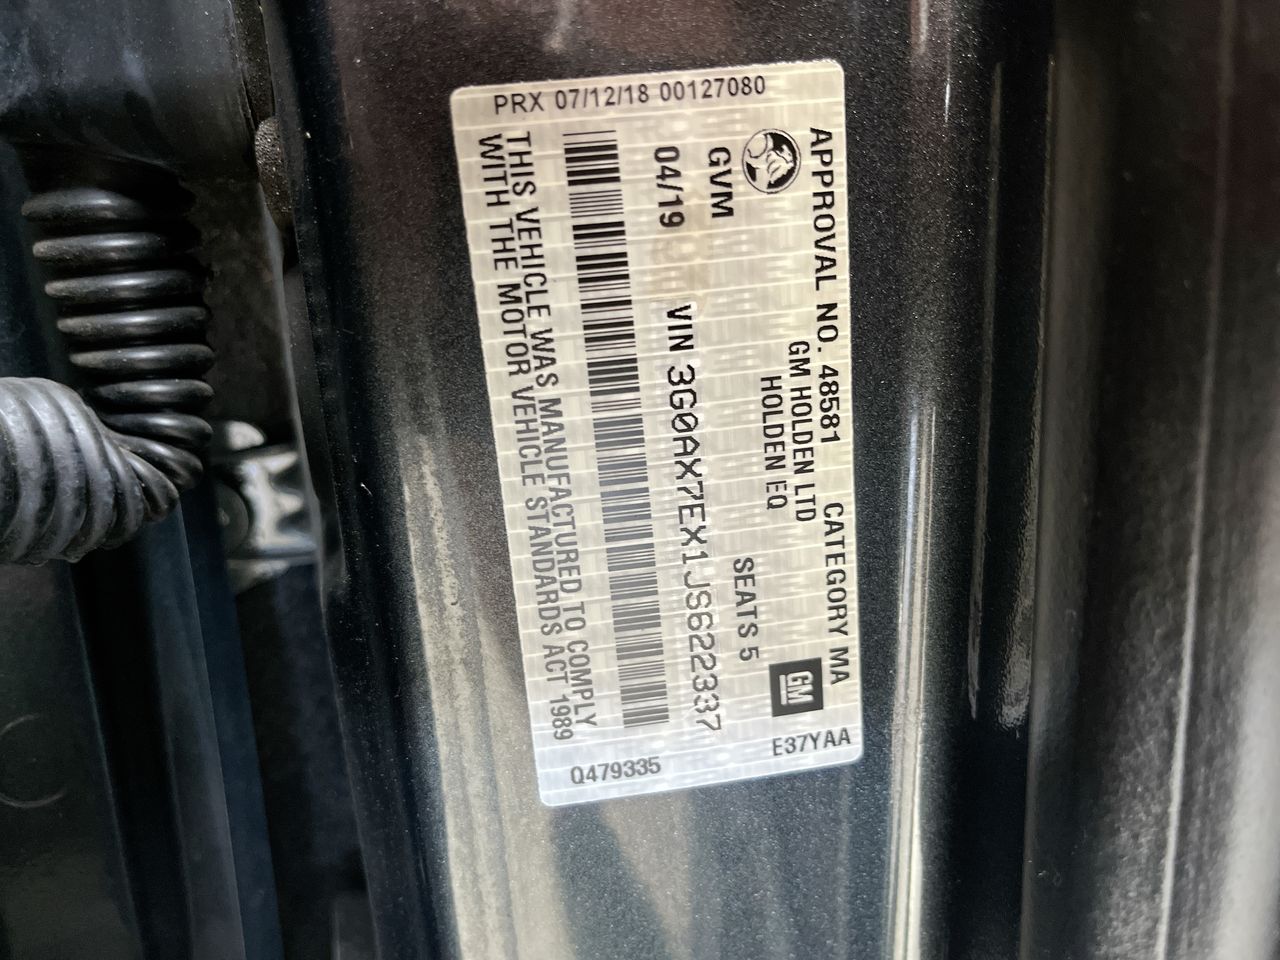 PRX 07/12/18 00127080
APPROVAL NO. 48581 CATEGORY MA
GM HOLDEN LTD
HOLDEN EQ
GVM SEATS 5
04/19 VIN 3G0AX7EX1JS622337
THIS VEHICLE WAS MANUFACTURED TO COMPLY
WITH THE MOTOR VEHICLE STANDARDS ACT 1989
GM
E37YAA
Q479335